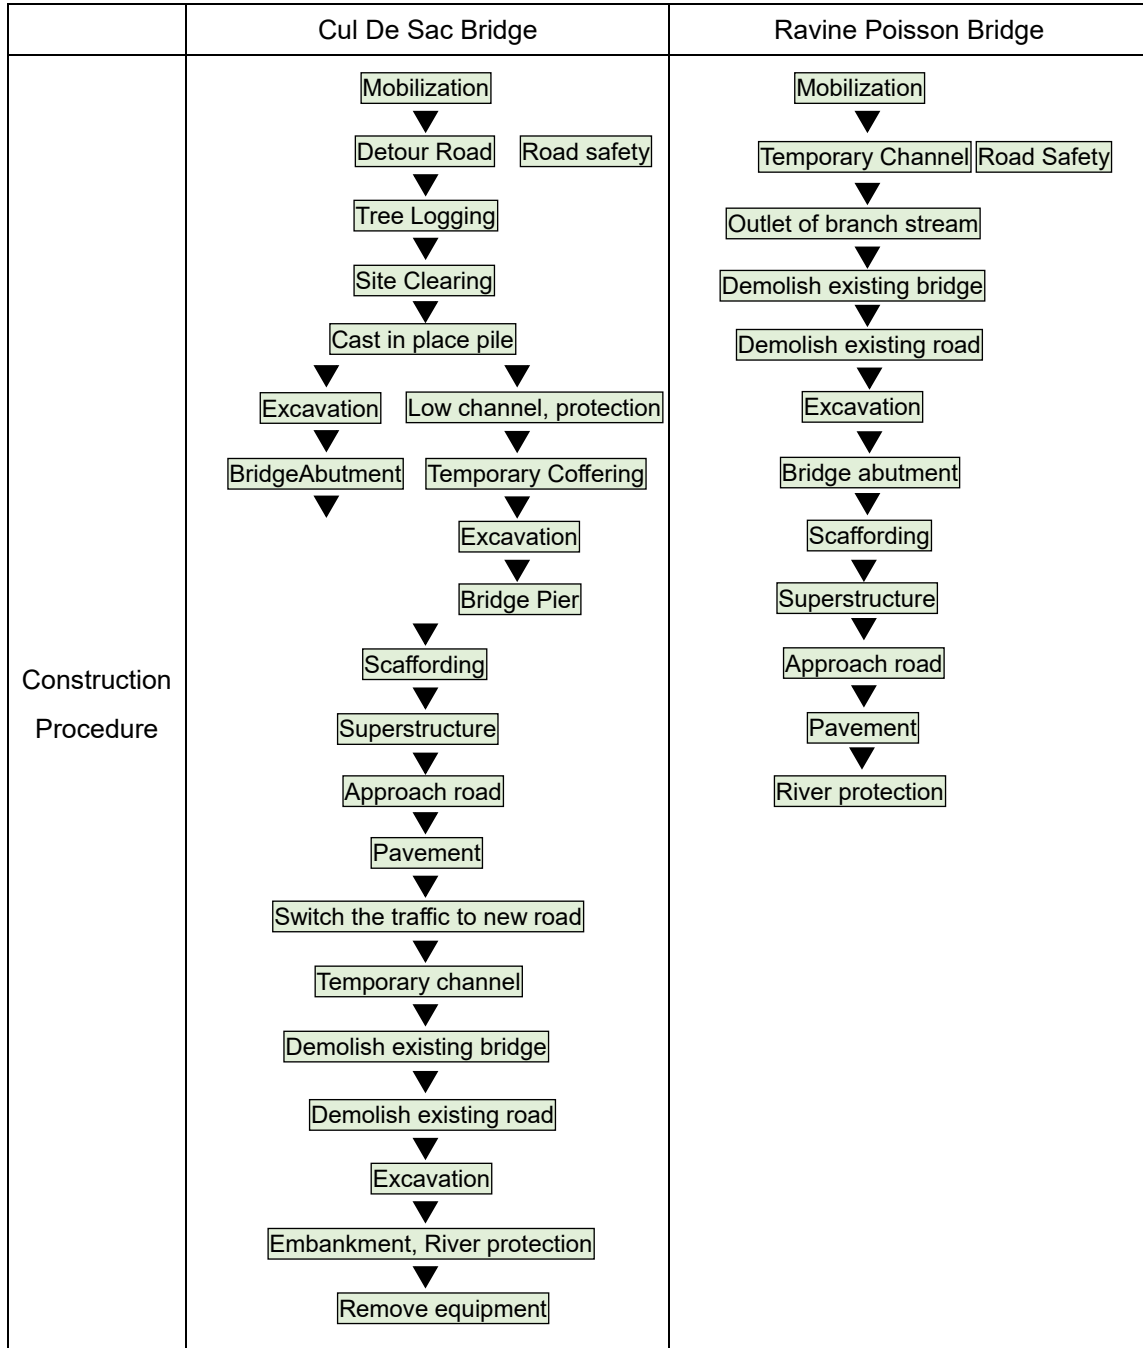 Cul De Sac Bridge
Ravine Poisson Bridge
Construction
Procedure
Mobilization
Detour Road
Road safety
Tree Logging
Site Clearing
Cast in place pile
Excavation
Low channel, protection
BridgeAbutment
Temporary Coffering
Excavation
Bridge Pier
Scaffording
Superstructure
Approach road
Pavement
Switch the traffic to new road
Temporary channel
Demolish existing bridge
Demolish existing road
Excavation
Embankment, River protection
Remove equipment
Mobilization
Temporary Channel
Road Safety
Outlet of branch stream
Demolish existing bridge
Demolish existing road
Excavation
Bridge abutment
Scaffording
Superstructure
Approach road
Pavement
River protection